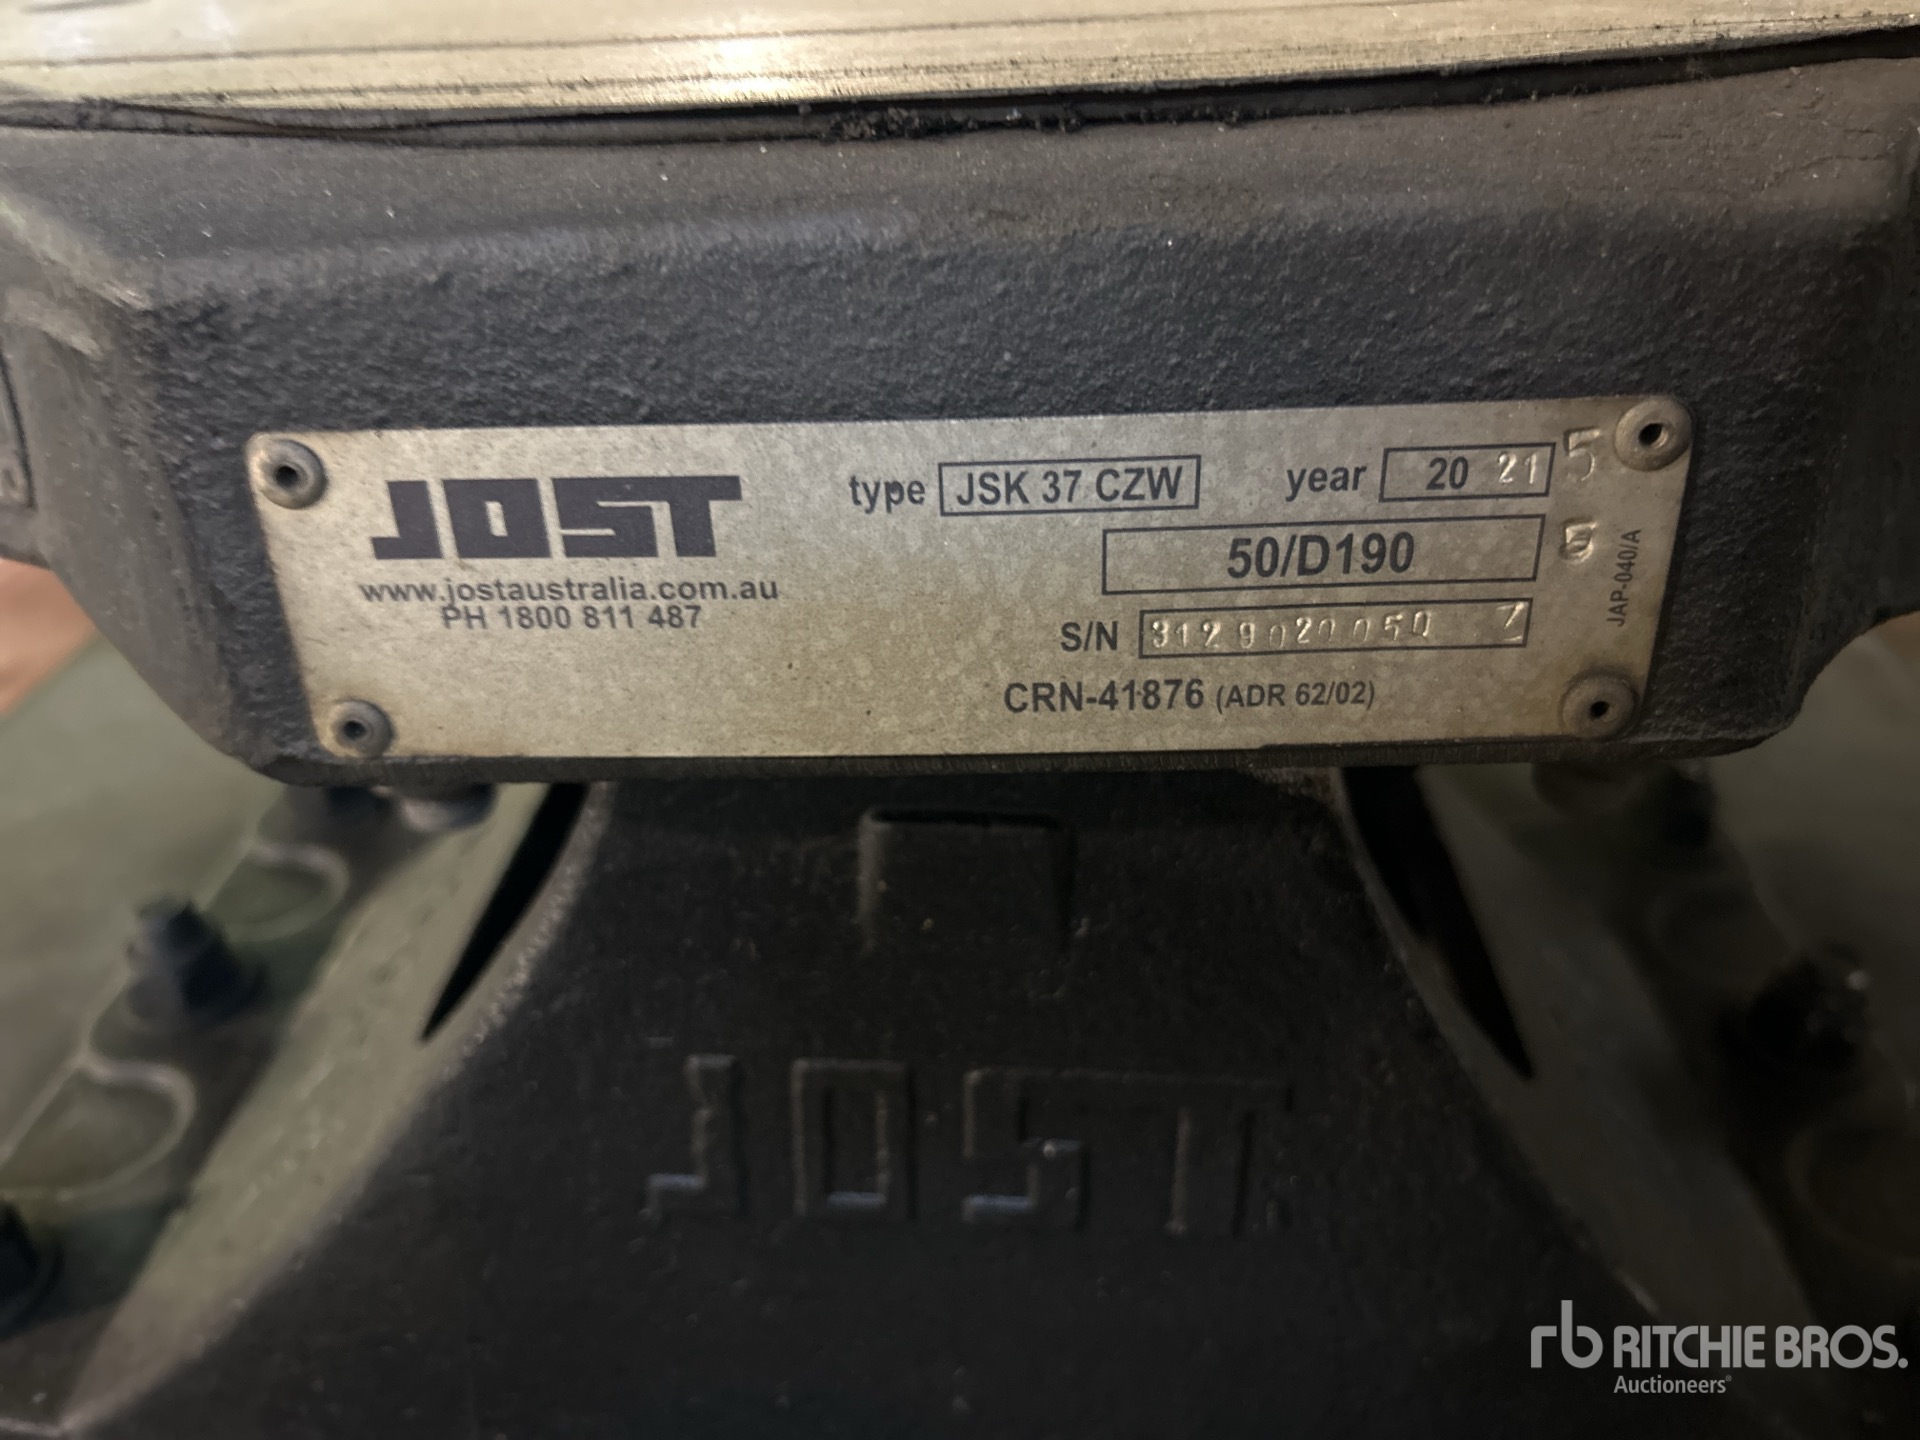 JOST
www.jostaustralia.com.au
PH 1800 811 487
type JSK 37 CZW
year 20 21 5
50/D190 5
S/N 3129020050 Z
CRN-41876 (ADR 62/02)
JAP-040/A
JOST
rb RITCHIE BROS.
Auctioneers®